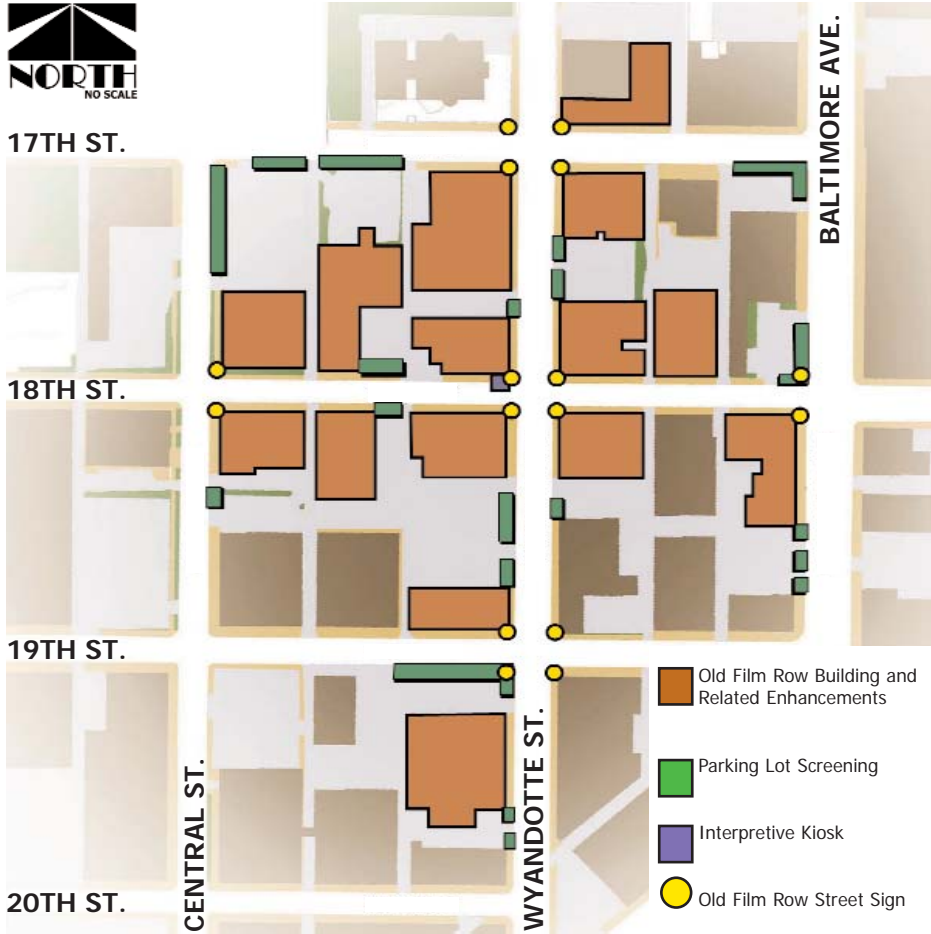 NORTH
NO SCALE
BALTIMORE AVE.
17TH ST.
18TH ST.
19TH ST.
Old Film Row Building and
Related Enhancements
Parking Lot Screening
CENTRAL ST.
WYANDOTTE ST.
Interpretive Kiosk
20TH ST.
Old Film Row Street Sign